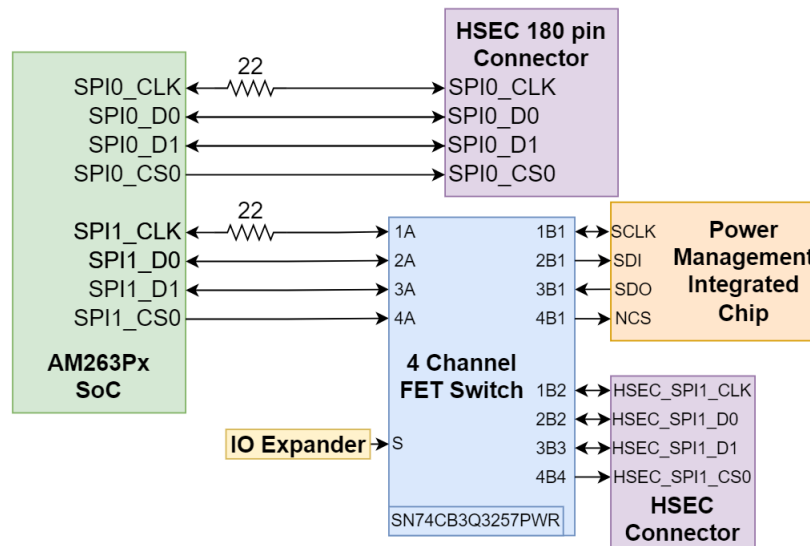 HSEC 180 pin
Connector
22
SPI0_CLK
SPI0_CLK
SPI0_D0
SPI0_D0
SPI0_D1
SPI0_D1
SPI0_CS0
SPI0_CS0
22
SPI1_CLK
1A
1B1
SCLK
SPI1_D0
2A
2B1
SDI
SPI1_D1
3A
3B1
SDO
SPI1_CS0
4A
4B1
NCS
Power
Management
Integrated
Chip
AM263Px
SoC
4 Channel
FET Switch
1B2
HSEC_SPI1_CLK
2B2
HSEC_SPI1_D0
IO Expander
S
3B3
HSEC_SPI1_D1
4B4
HSEC_SPI1_CS0
HSEC
Connector
SN74CB3Q3257PWR